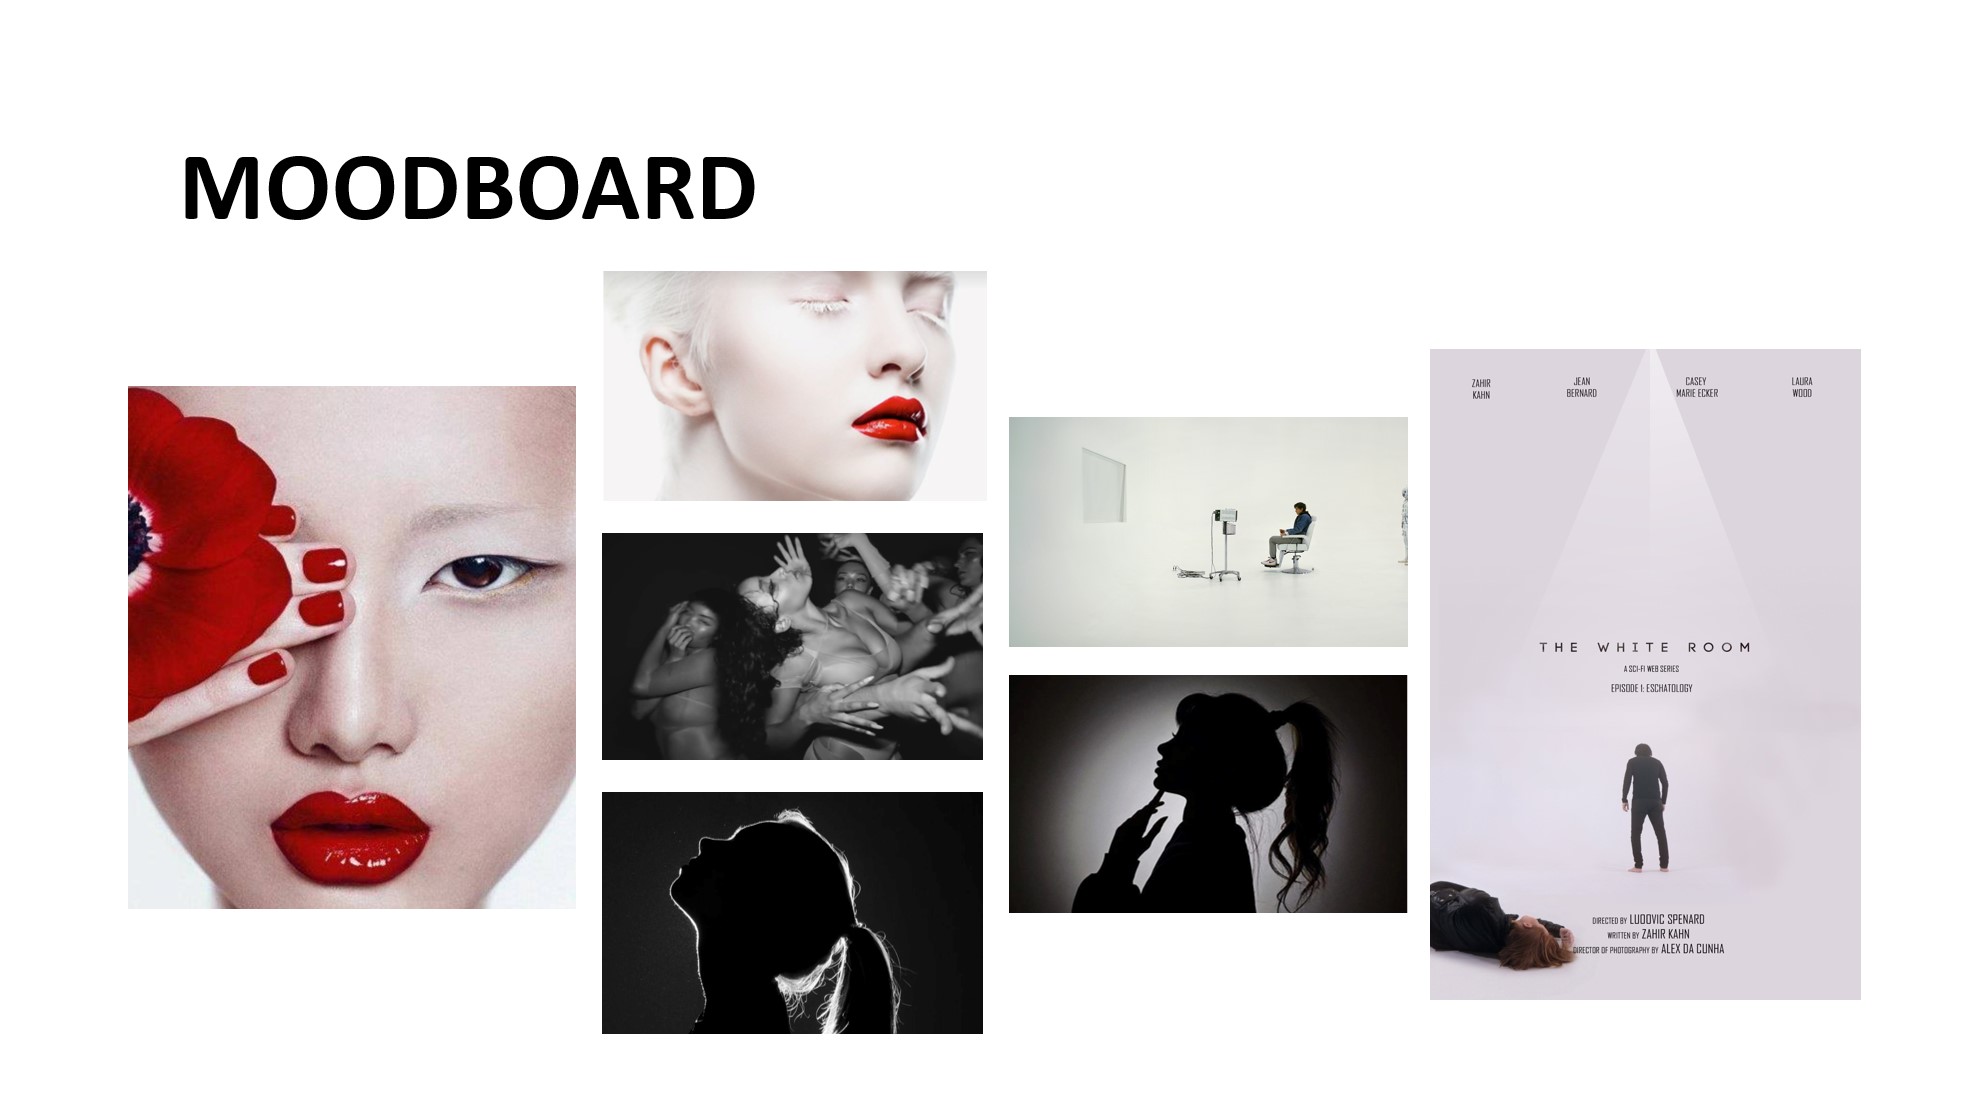 MOODBOARD
ZAHIR
KAHN
JEAN
BERNARD
CASEY
MARIE ECKER
LAURA
WOOD
THE WHITE ROOM
A SCI-FI WEB SERIES
EPISODE I: ESCHATOLOGY
DIRECTED BY LUDOVIC SPENARD
WRITTEN BY ZAHIR KAHN
DIRECTOR OF PHOTOGRAPHY BY ALEX DA CUNHA